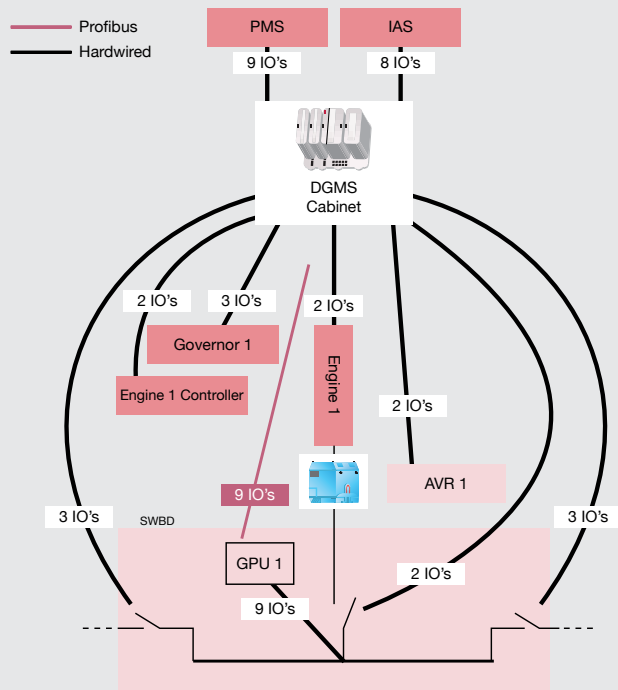 Profibus
Hardwired
PMS
IAS
9 IO's
8 IO's
DGMS
Cabinet
2 IO's
3 IO's
2 IO's
Governor 1
Engine 1 Controller
Engine 1
2 IO's
AVR 1
9 IO's
3 IO's
SWBD
3 IO's
GPU 1
2 IO's
9 IO's